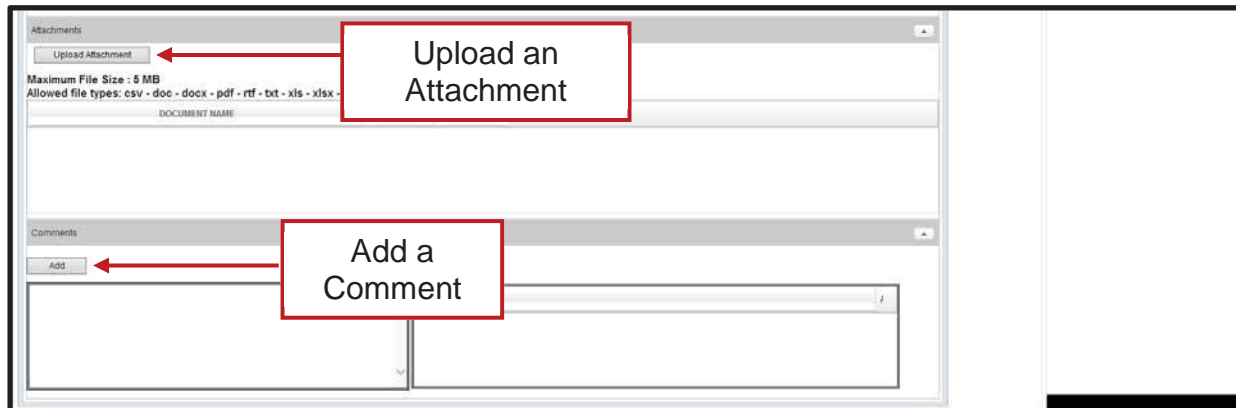 Attachments
Upload Attachment
Upload an
Attachment
Maximum File Size : 5 MB
Allowed file types: csv - doc - docx - pdf - rtf - txt - xls - xlsx -
DOCUMENT NAME
Comments
Add
Add a
Comment